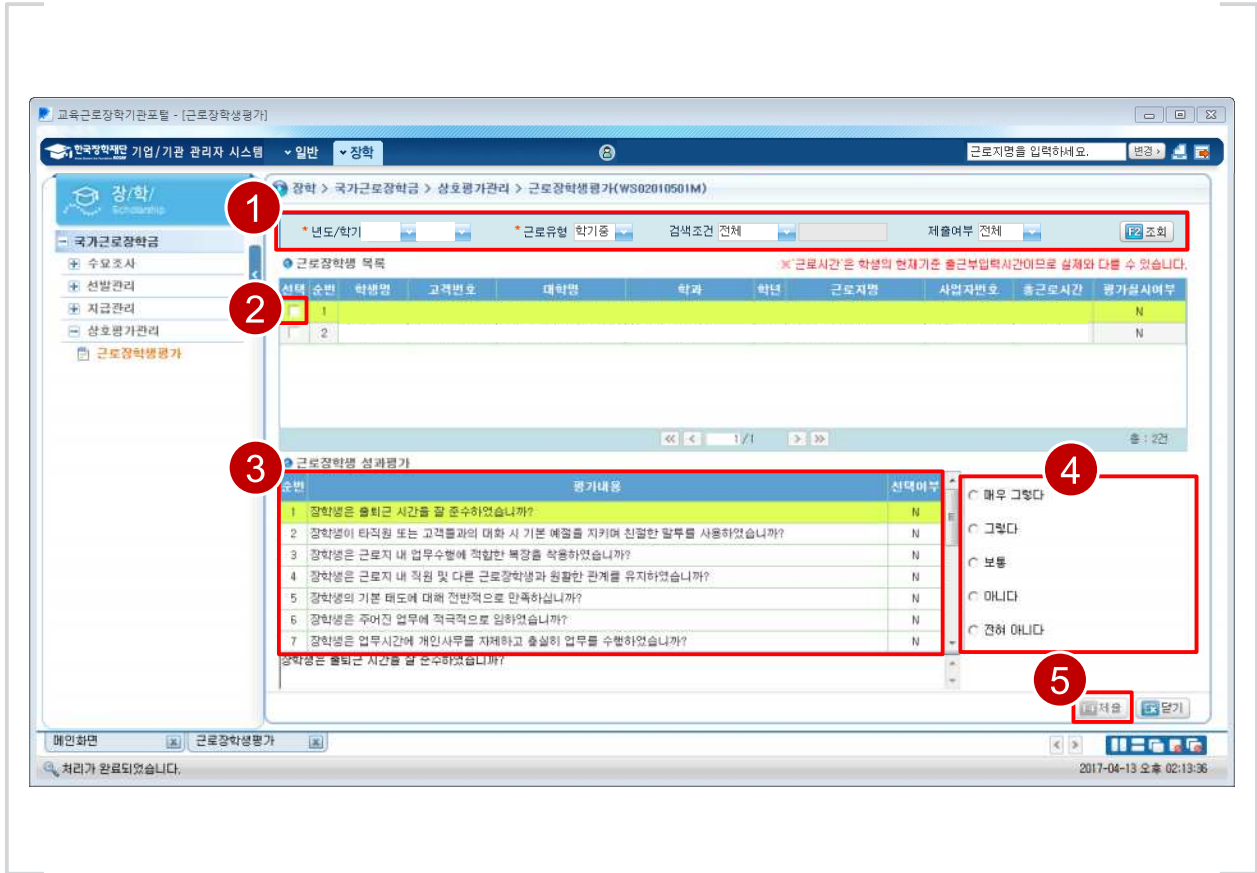 교육근로장학기관포털 - [근로장학생평가]
한국장학재단 기업/기관 관리자 시스템 일반 장학 근로지명을 입력하세요. 변경
장/학/
Scholarship
장학 > 국가근로장학금 > 상호평가관리 > 근로장학생평가(WS02010501M)
1
*년도/학기 *근로유형 학기중 검색조건 전체 제출여부 전체 F2 조회
국가근로장학금
수요조사
선발관리
지급관리
상호평가관리
근로장학생평가
근로장학생 목록 ※'근로시간'은 학생의 현재기준 출근부입력시간이므로 실제와 다를 수 있습니다.
선택 순번 학생명 고객번호 대학명 학과 학년 근로지명 사업자번호 총근로시간 평가실시여부
2
1 N
2 N
1/1 총 : 2건
3
근로장학생 성과평가
순번 평가내용 선택여부
1 장학생은 출퇴근 시간을 잘 준수하였습니까? N
2 장학생이 타직원 또는 고객들과의 대화 시 기본 예절을 지키며 친절한 말투를 사용하였습니까? N
3 장학생은 근로지 내 업무수행에 적합한 복장을 착용하였습니까? N
4 장학생은 근로지 내 직원 및 다른 근로장학생과 원활한 관계를 유지하였습니까? N
5 장학생의 기본 태도에 대해 전반적으로 만족하십니까? N
6 장학생은 주어진 업무에 적극적으로 임하였습니까? N
7 장학생은 업무시간에 개인사무를 자제하고 충실히 업무를 수행하였습니까? N
장학생은 출퇴근 시간을 잘 준수하였습니까?
4
매우 그렇다
그렇다
보통
아니다
전혀 아니다
5
제출 닫기
메인화면 근로장학생평가
처리가 완료되었습니다. 2017-04-13 오후 02:13:36